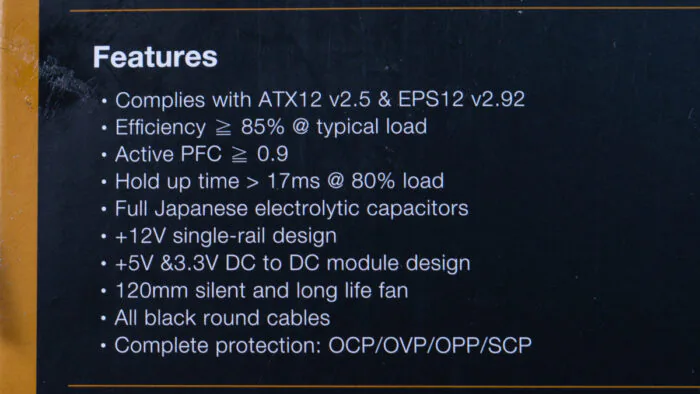 Features
• Complies with ATX12 v2.5 & EPS12 v2.92
• Efficiency ≧ 85% @ typical load
• Active PFC ≧ 0.9
• Hold up time > 17ms @ 80% load
• Full Japanese electrolytic capacitors
• +12V single-rail design
• +5V &3.3V DC to DC module design
• 120mm silent and long life fan
• All black round cables
• Complete protection: OCP/OVP/OPP/SCP